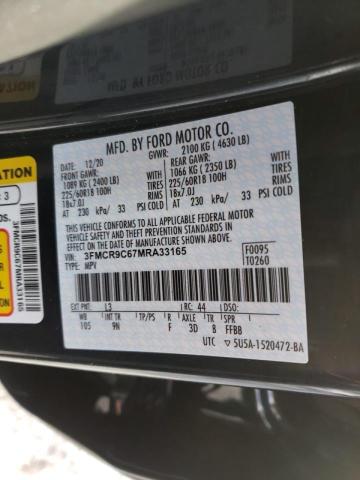 MFD. BY FORD MOTOR CO.
12/20 GVWR: 2100 KG ( 4630 LB)
FRONT GAWR: REAR GAWR:
1089 KG ( 2400 LB) WITH 1066 KG ( 2350 LB) WITH
225/60R18 100H TIRES 225/60R18 100H TIRES
18x7.0J RIMS 18x7.0J RIMS
AT 230 kPa/ 33 PSI COLD AT 230 kPa/ 33 PSI COLD
THIS VEHICLE CONFORMS TO ALL APPLICABLE FEDERAL MOTOR
VEHICLE SAFETY AND THEFT PREVENTION STANDARDS IN
EFFECT ON THE DATE OF MANUFACTURE SHOWN ABOVE.
VIN: 3FMCR9C67MRA33165 F0095
TYPE: MPV T0260
EXT PNT: L3 RC: 44 DSO:
WB INT TR TP/PS R AXLE TR SPR
105 9N F 3D 8 FFBB
UTC ▽5U5A-1520472-BA
ATION
: 3
os.
3FMCR9C67MRA33165